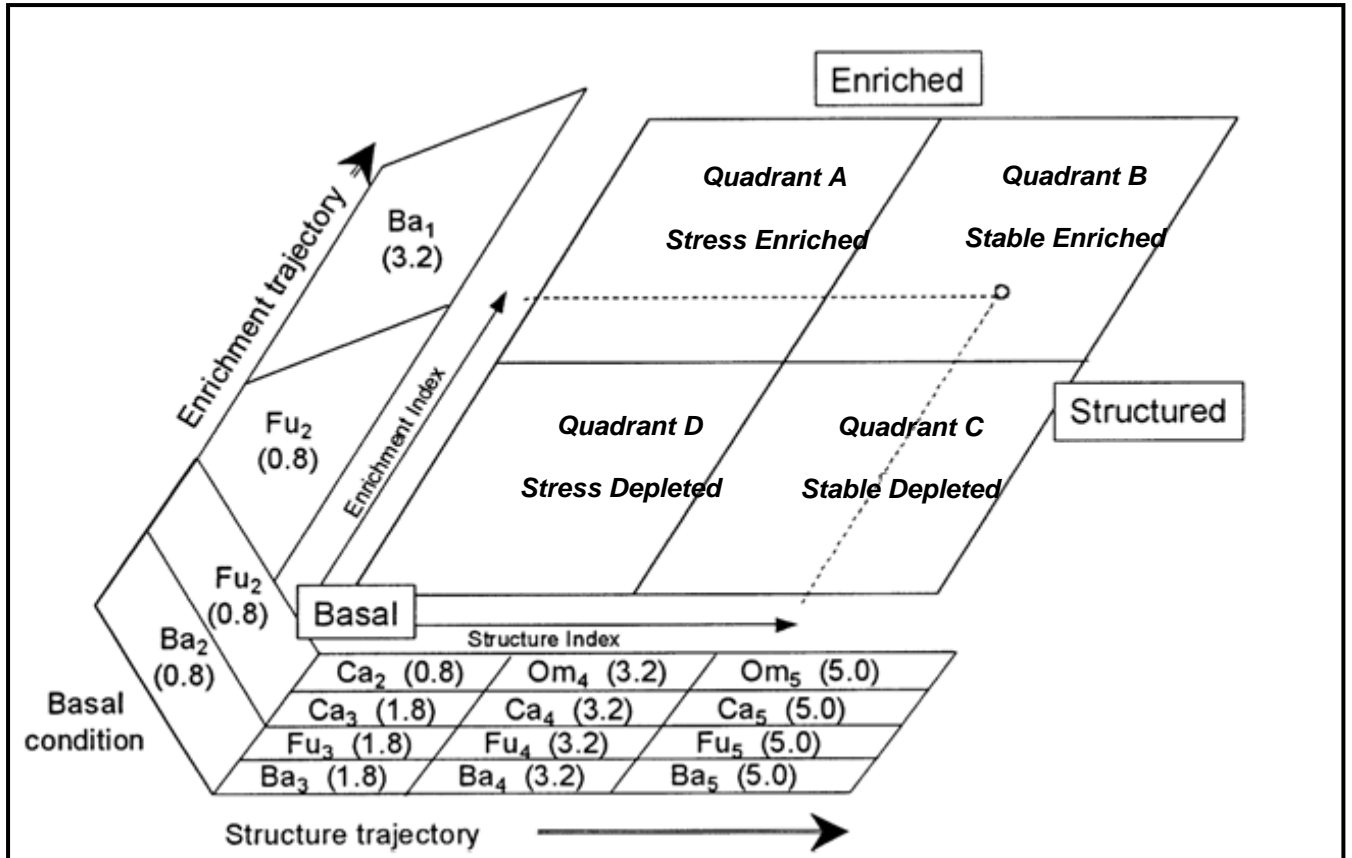 Enriched
Quadrant A
Stress Enriched
Quadrant B
Stable Enriched
Enrichment trajectory
Ba₁
(3.2)
Fu₂
(0.8)
Enrichment Index
Structured
Quadrant D
Stress Depleted
Quadrant C
Stable Depleted
Fu₂
(0.8)
Ba₂
(0.8)
Basal
condition
Basal
Structure Index
Ca₂ (0.8) Om₄ (3.2) Om₅ (5.0)
Ca₃ (1.8) Ca₄ (3.2) Ca₅ (5.0)
Fu₃ (1.8) Fu₄ (3.2) Fu₅ (5.0)
Ba₃ (1.8) Ba₄ (3.2) Ba₅ (5.0)
Structure trajectory